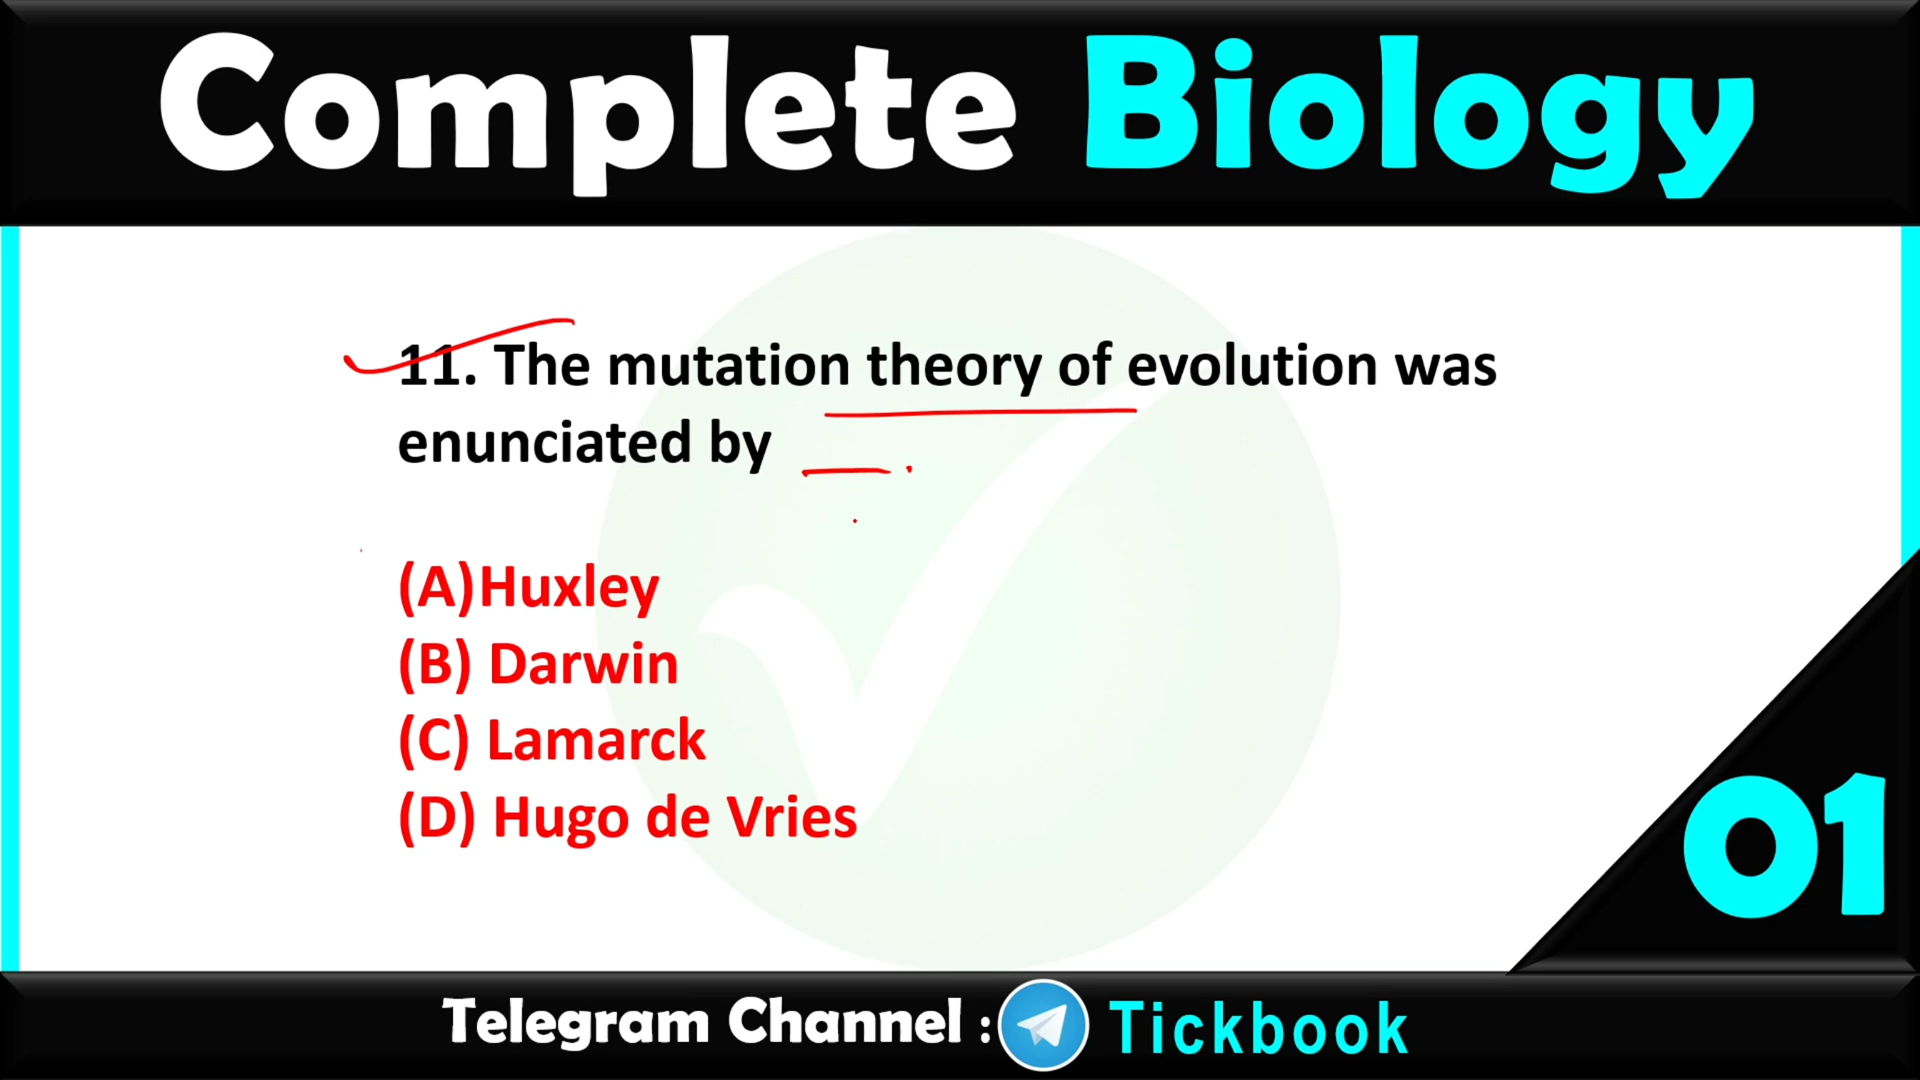 Complete Biology
11. The mutation theory of evolution was
enunciated by
(A)Huxley
(B) Darwin
(C) Lamarck
(D) Hugo de Vries
01
Telegram Channel : Tickbook